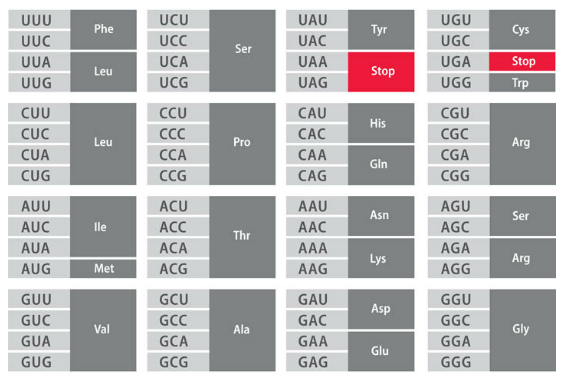 UUU Phe UCU Ser UAU Tyr UGU Cys
UUC UCC UAC UGC
UUA Leu UCA UAA Stop UGA Stop
UUG UCG UAG UGG Trp
CUU Leu CCU Pro CAU His CGU Arg
CUC CCC CAC CGC
CUA CCA CAA Gln CGA
CUG CCG CAG CGG
AUU Ile ACU Thr AAU Asn AGU Ser
AUC ACC AAC AGC
AUA ACA AAA Lys AGA Arg
AUG Met ACG AAG AGG
GUU Val GCU Ala GAU Asp GGU Gly
GUC GCC GAC GGC
GUA GCA GAA Glu GGA
GUG GCG GAG GGG